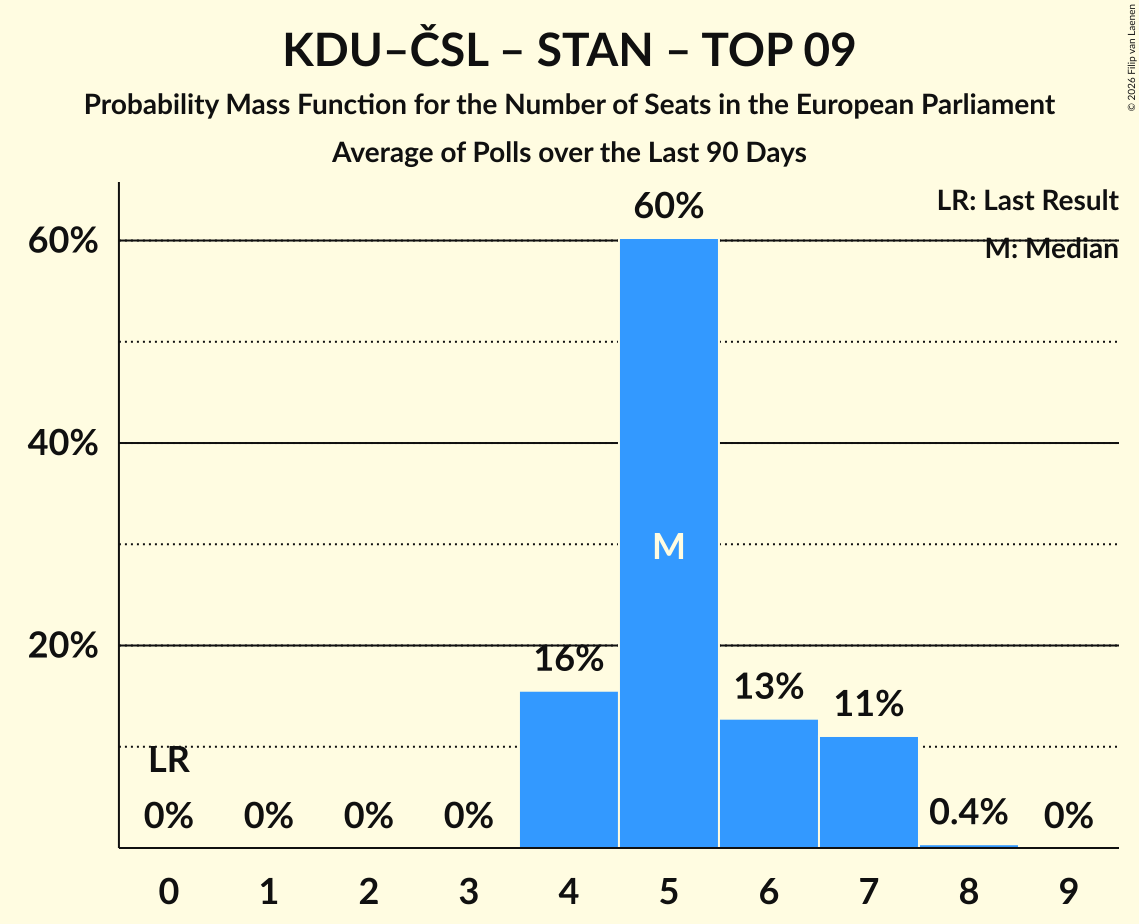 KDU–ČSL – STAN – TOP 09
Probability Mass Function for the Number of Seats in the European Parliament
Average of Polls over the Last 90 Days
© 2026 Filip van Laenen
LR: Last Result
M: Median
60%
40%
20%
60%
M
16%
13%
11%
LR
0%
0%
0%
0%
0.4%
0%
0 1 2 3 4 5 6 7 8 9